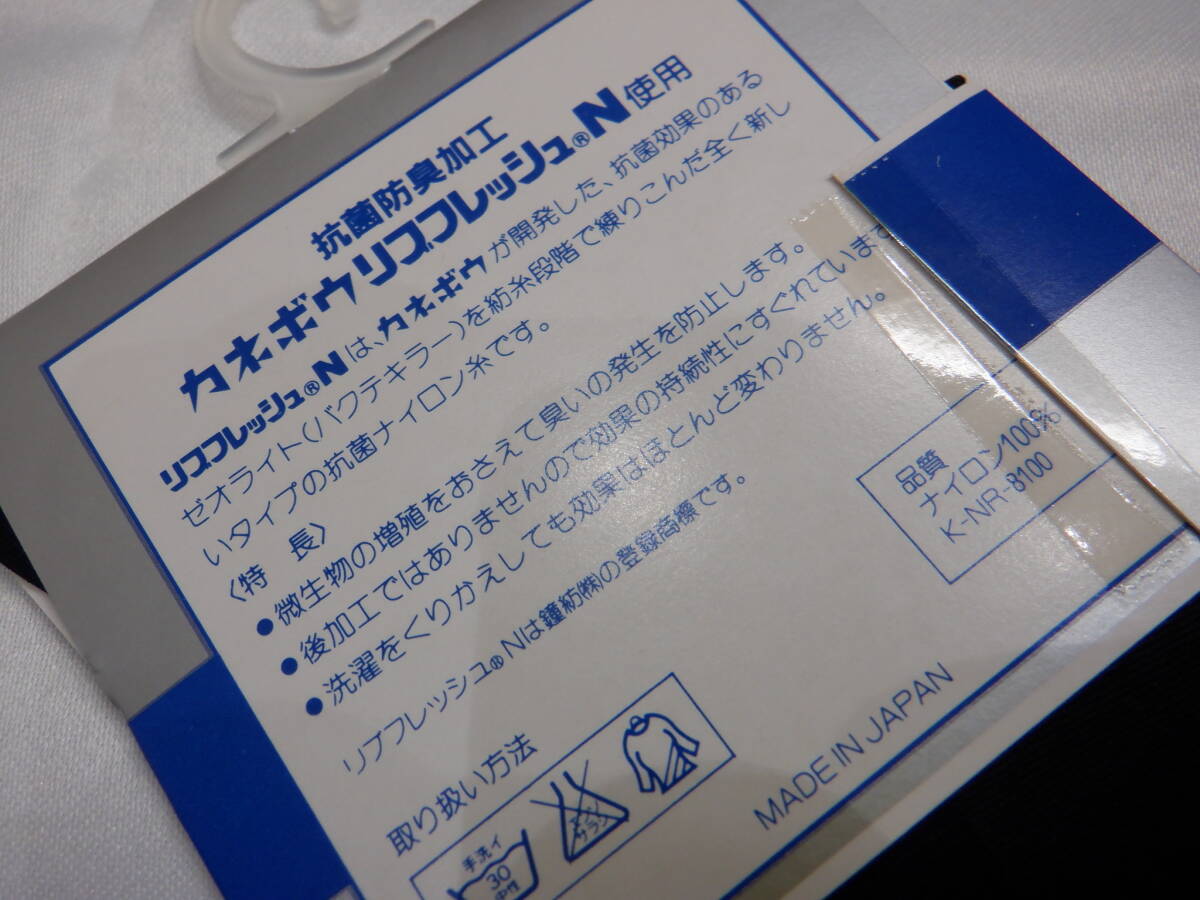 抗菌防臭加工
カネボウリブフレッシュ®N使用
リブフレッシュ®Nは、カネボウが開発した、抗菌効果のある
ゼオライト(バクテキラー)を紡糸段階で練りこんだ全く新し
いタイプの抗菌ナイロン糸です。
〈特 長〉
●微生物の増殖をおさえて臭いの発生を防止します。
●後加工ではありませんので効果の持続性にすぐれています
●洗濯をくりかえしても効果はほとんど変わりません。
リブフレッシュ®Nは鐘紡㈱の登録商標です。
品質
ナイロン100%
K-NR-8100
取り扱い方法
手洗イ
30
中性
エンソ
サラシ
MADE IN JAPAN